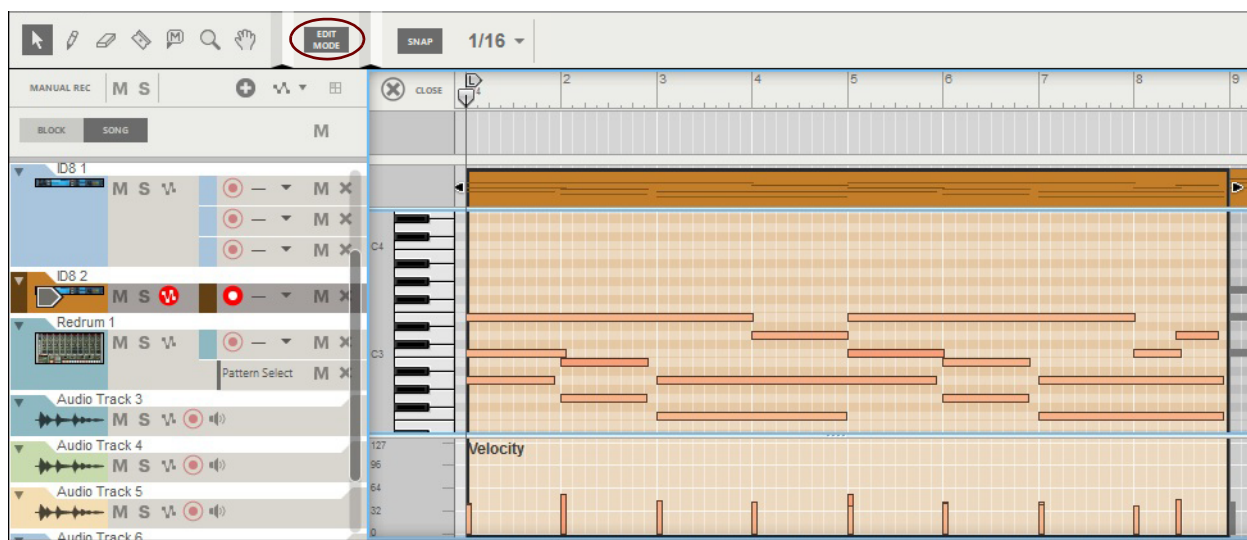 EDIT
MODE
SNAP
1/16
MANUAL REC M S
CLOSE
L
4 2 3 4 5 6 7 8 9
BLOCK SONG M
ID8 1
M S M
M
M
C4
ID8 2
M S M
Redrum 1
M S M
Pattern Select M
C3
Audio Track 3
M S
Audio Track 4
M S
Audio Track 5
M S
Audio Track 6
127 Velocity
96
64
32
0